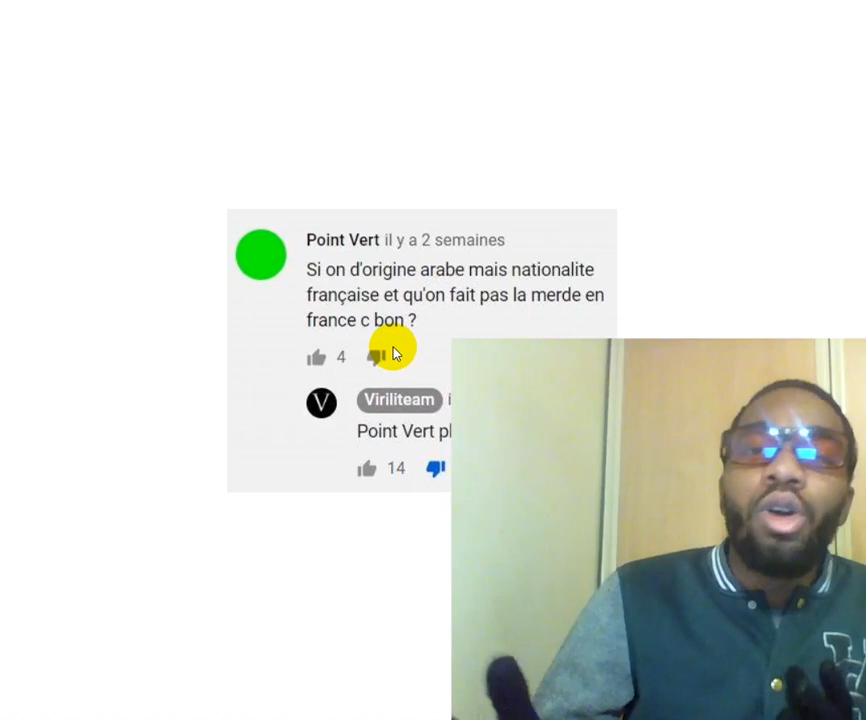 Point Vert il y a 2 semaines
Si on d'origine arabe mais nationalite
française et qu'on fait pas la merde en
france c bon ?
4
V
Viriliteam
Point Vert
14